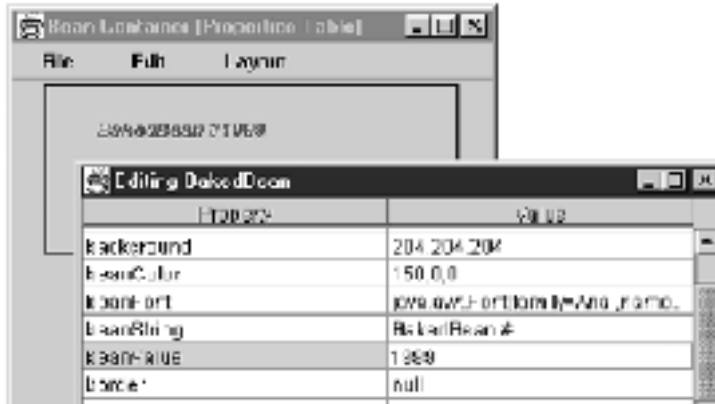 Bean Container [Properties Table]
File Edit Layout
Editing BakedBean
Property Value
background 204,204,204
beanColor 150,0,0
beanFont java.awt.Font[family=Arial,name.
beanString BakedBean #
beanValue 1999
border null